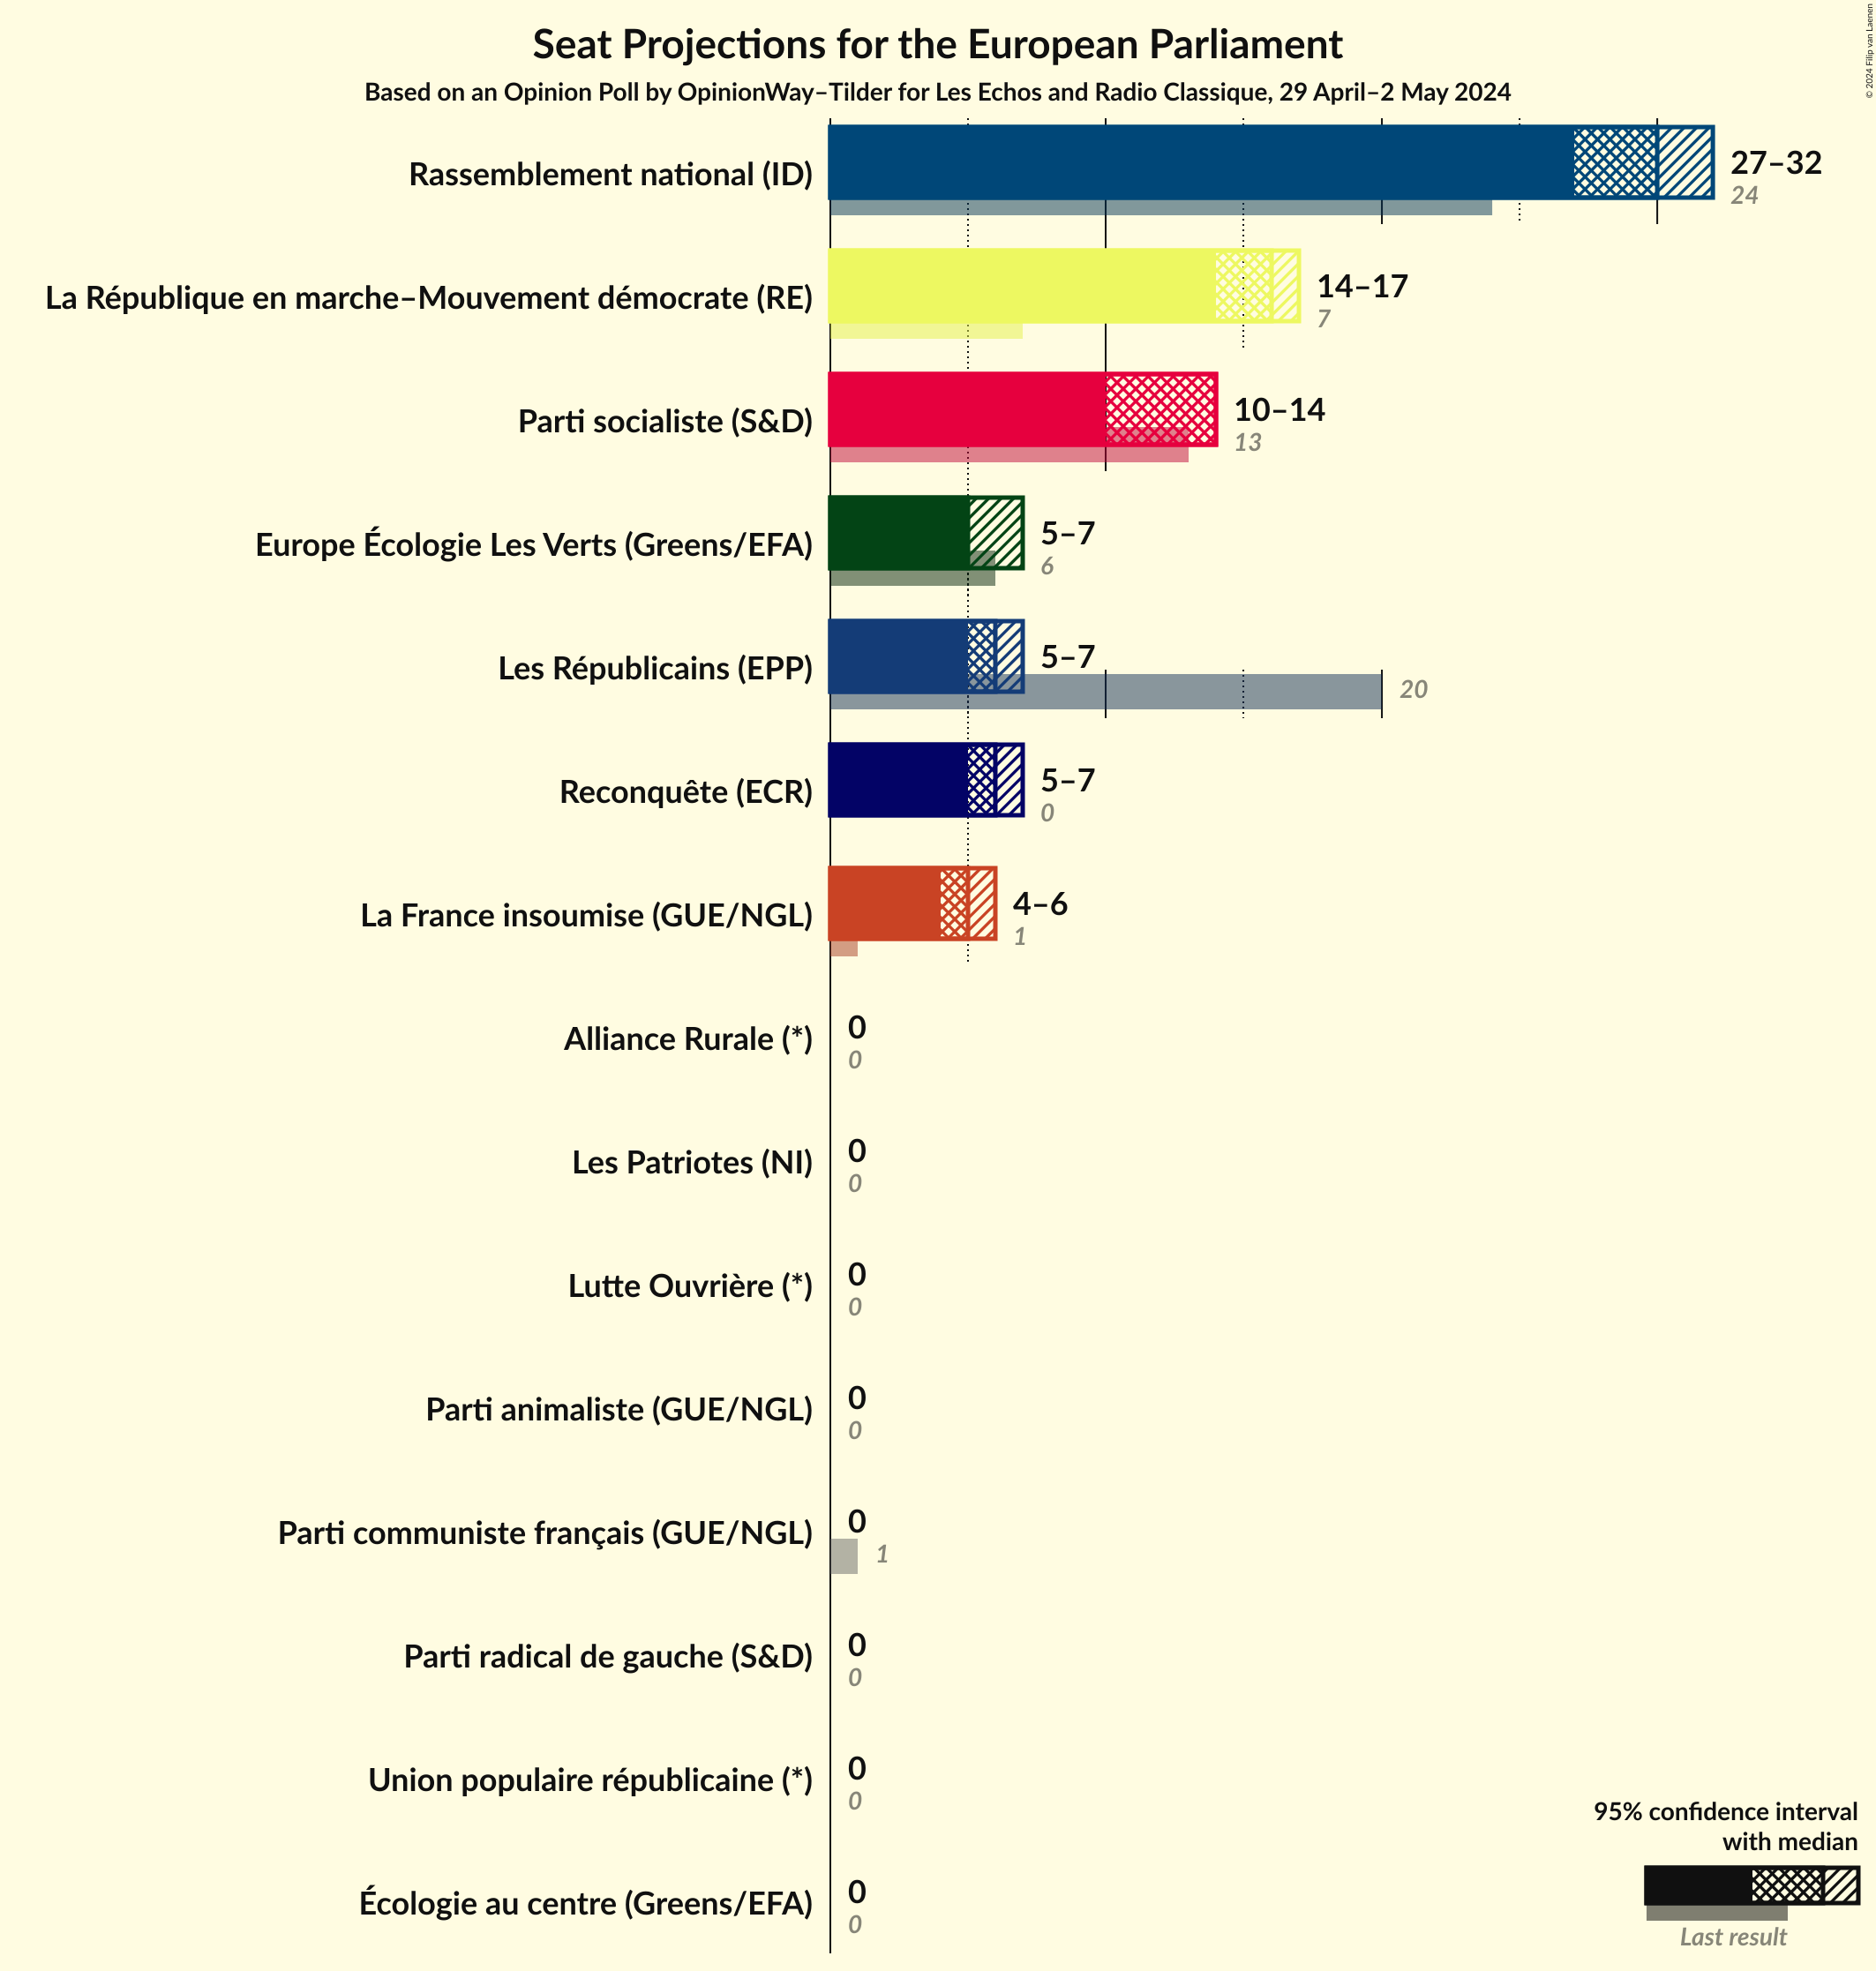 Seat Projections for the European Parliament
Based on an Opinion Poll by OpinionWay–Tilder for Les Echos and Radio Classique, 29 April–2 May 2024
© 2024 Filip van Laenen
Rassemblement national (ID)
27–32
24
La République en marche–Mouvement démocrate (RE)
14–17
7
Parti socialiste (S&D)
10–14
13
Europe Écologie Les Verts (Greens/EFA)
5–7
6
Les Républicains (EPP)
5–7
20
Reconquête (ECR)
5–7
0
La France insoumise (GUE/NGL)
4–6
1
Alliance Rurale (*)
0
0
Les Patriotes (NI)
0
0
Lutte Ouvrière (*)
0
0
Parti animaliste (GUE/NGL)
0
0
Parti communiste français (GUE/NGL)
0
1
Parti radical de gauche (S&D)
0
0
Union populaire républicaine (*)
0
0
Écologie au centre (Greens/EFA)
0
0
95% confidence interval
with median
Last result